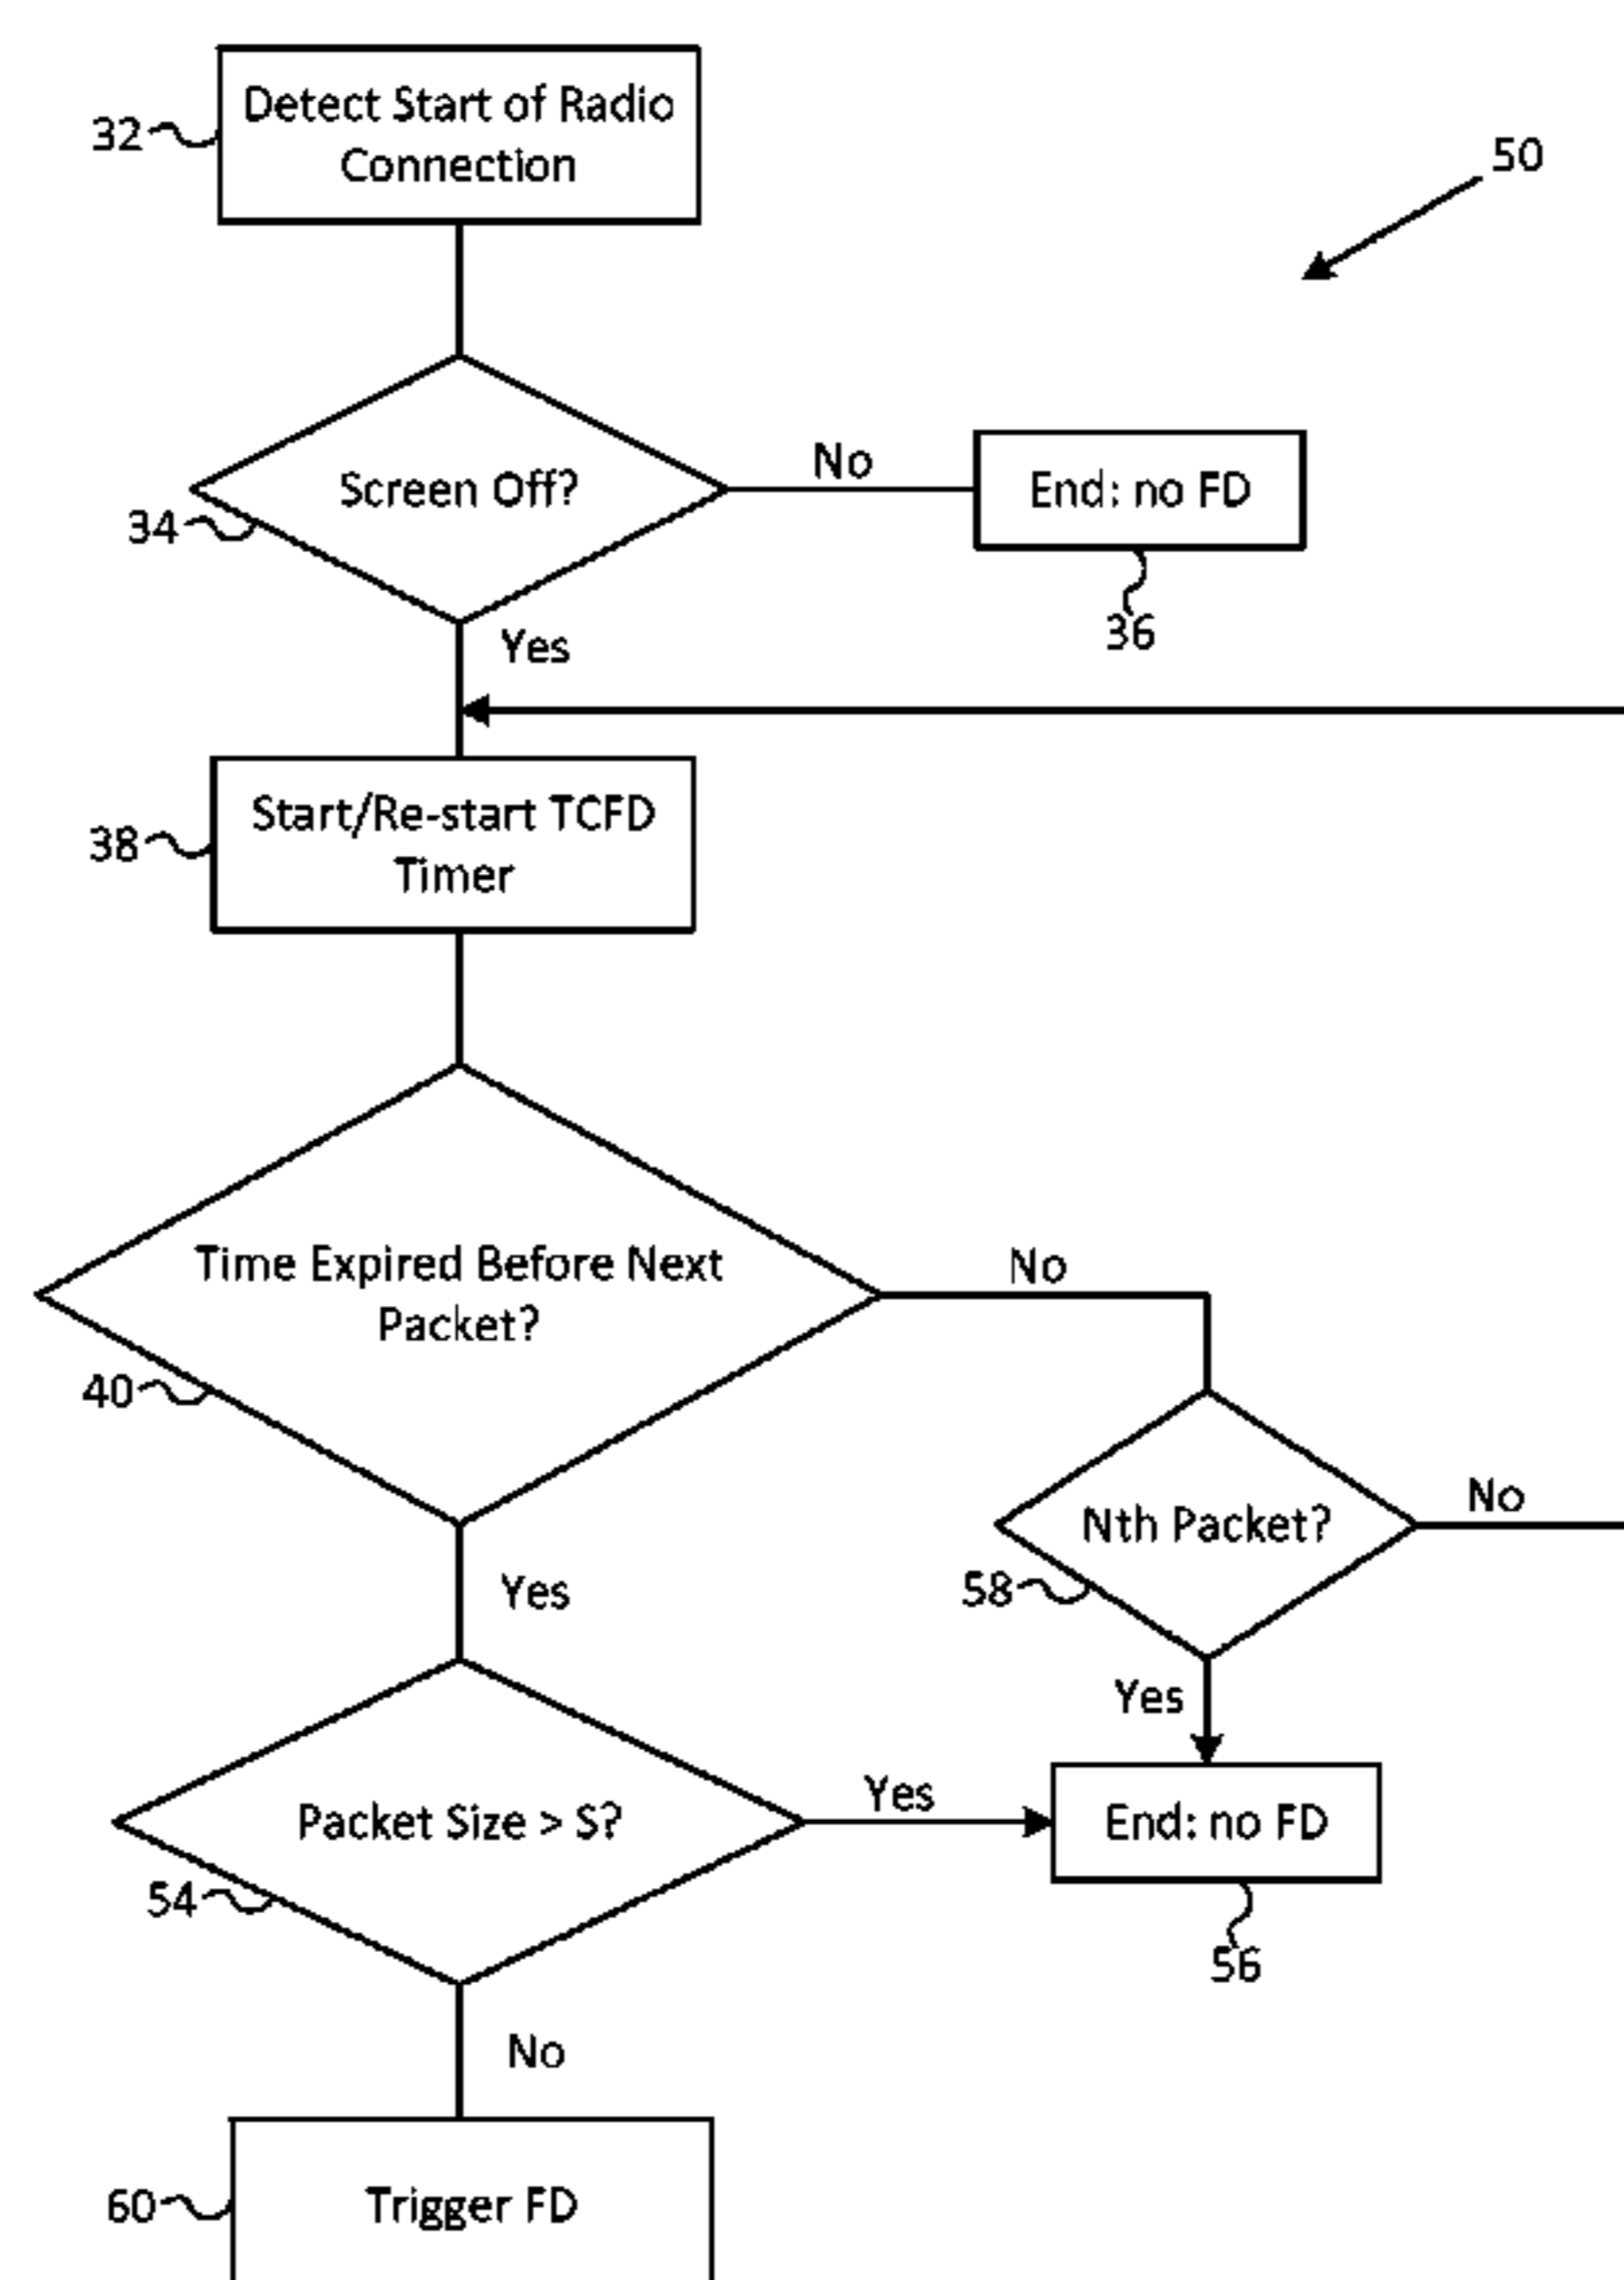 Detect Start of Radio
Connection
32
50
Screen Off?
34
No
End: no FD
36
Yes
Start/Re-start TCFD
Timer
38
Time Expired Before Next
Packet?
40
No
Nth Packet?
58
No
Yes
Yes
Packet Size > S?
54
Yes
End: no FD
56
No
Trigger FD
60